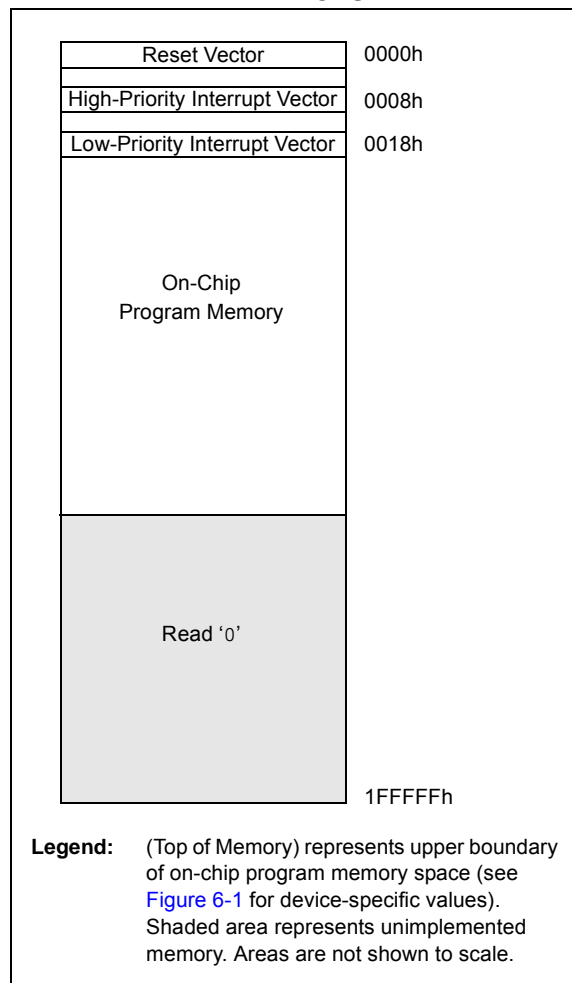 Reset Vector 0000h
High-Priority Interrupt Vector 0008h
Low-Priority Interrupt Vector 0018h
On-Chip
Program Memory
Read ‘0’
1FFFFFh
Legend: (Top of Memory) represents upper boundary
of on-chip program memory space (see
Figure 6-1 for device-specific values).
Shaded area represents unimplemented
memory. Areas are not shown to scale.